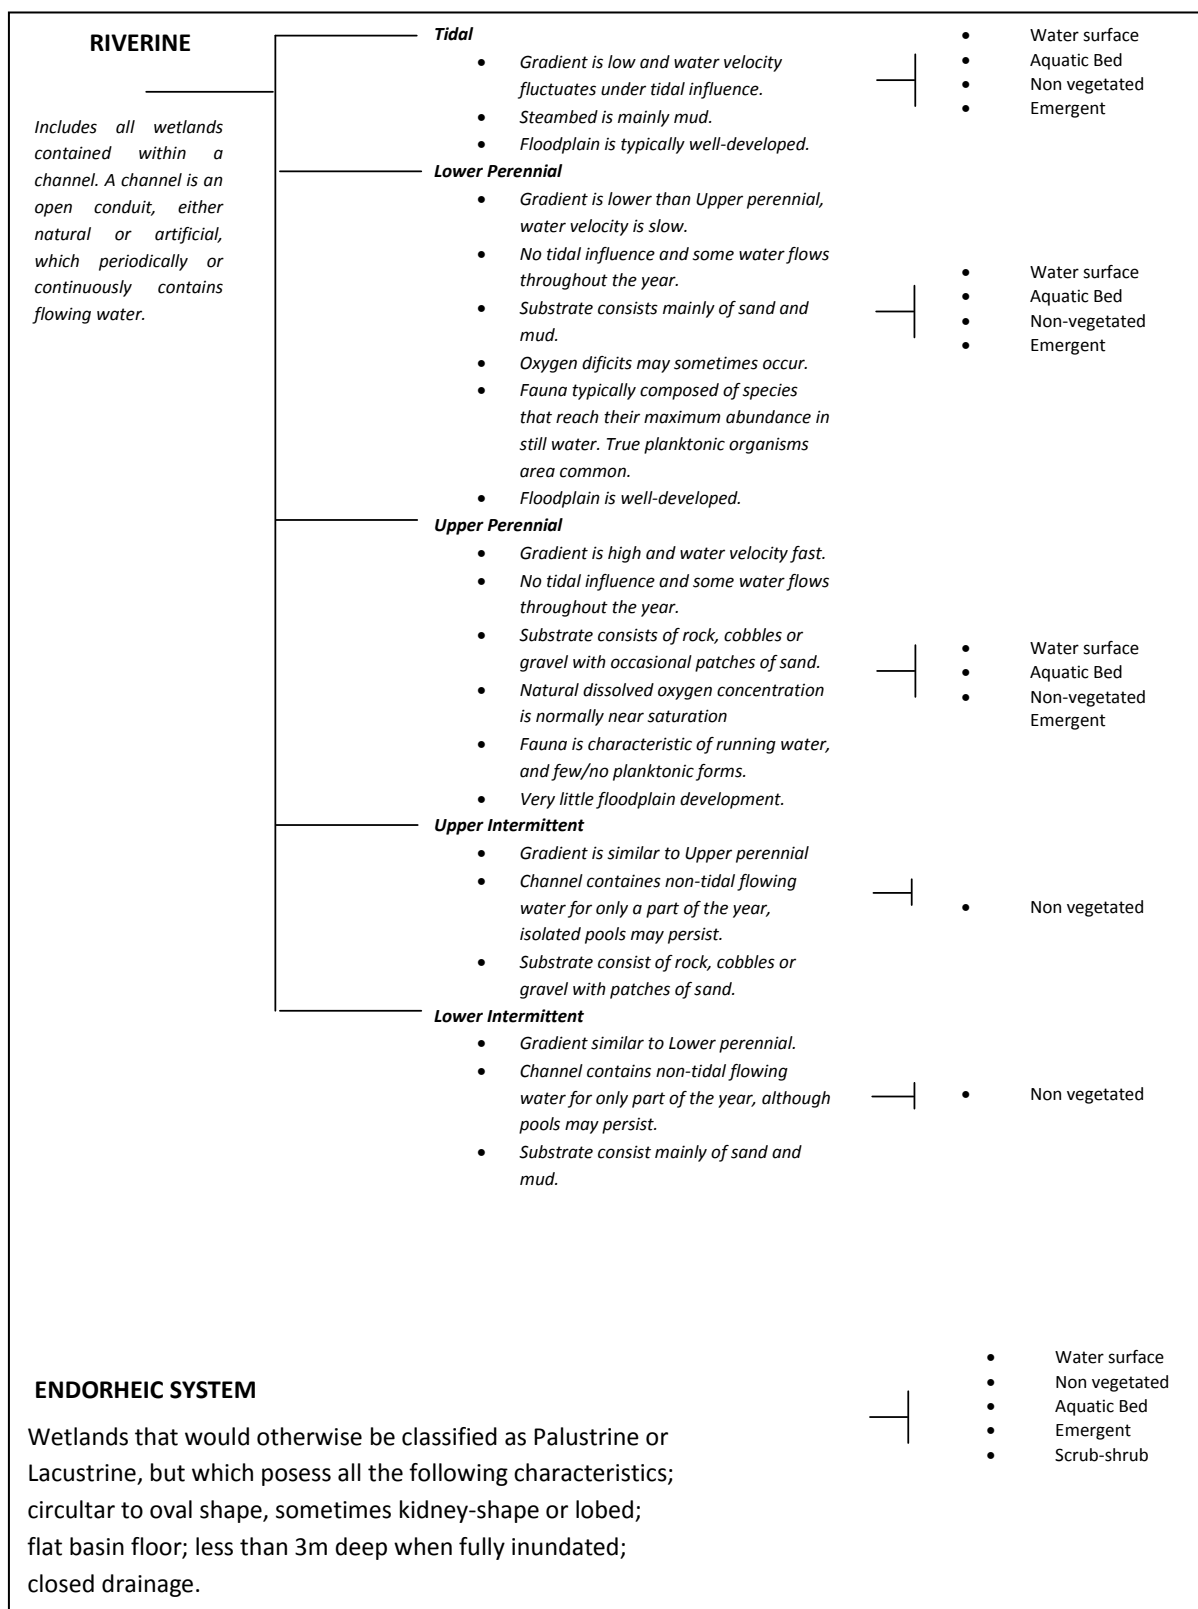 RIVERINE
Includes all wetlands
contained within a
channel. A channel is an
open conduit, either
natural or artificial,
which periodically or
continuously contains
flowing water.
Tidal
• Gradient is low and water velocity
fluctuates under tidal influence.
• Steambed is mainly mud.
• Floodplain is typically well-developed.
• Water surface
• Aquatic Bed
• Non vegetated
• Emergent
Lower Perennial
• Gradient is lower than Upper perennial,
water velocity is slow.
• No tidal influence and some water flows
throughout the year.
• Substrate consists mainly of sand and
mud.
• Oxygen dificits may sometimes occur.
• Fauna typically composed of species
that reach their maximum abundance in
still water. True planktonic organisms
area common.
• Floodplain is well-developed.
• Water surface
• Aquatic Bed
• Non-vegetated
• Emergent
Upper Perennial
• Gradient is high and water velocity fast.
• No tidal influence and some water flows
throughout the year.
• Substrate consists of rock, cobbles or
gravel with occasional patches of sand.
• Natural dissolved oxygen concentration
is normally near saturation
• Fauna is characteristic of running water,
and few/no planktonic forms.
• Very little floodplain development.
• Water surface
• Aquatic Bed
• Non-vegetated
Emergent
Upper Intermittent
• Gradient is similar to Upper perennial
• Channel containes non-tidal flowing
water for only a part of the year,
isolated pools may persist.
• Substrate consist of rock, cobbles or
gravel with patches of sand.
• Non vegetated
Lower Intermittent
• Gradient similar to Lower perennial.
• Channel contains non-tidal flowing
water for only part of the year, although
pools may persist.
• Substrate consist mainly of sand and
mud.
• Non vegetated
ENDORHEIC SYSTEM
Wetlands that would otherwise be classified as Palustrine or
Lacustrine, but which posess all the following characteristics;
circultar to oval shape, sometimes kidney-shape or lobed;
flat basin floor; less than 3m deep when fully inundated;
closed drainage.
• Water surface
• Non vegetated
• Aquatic Bed
• Emergent
• Scrub-shrub